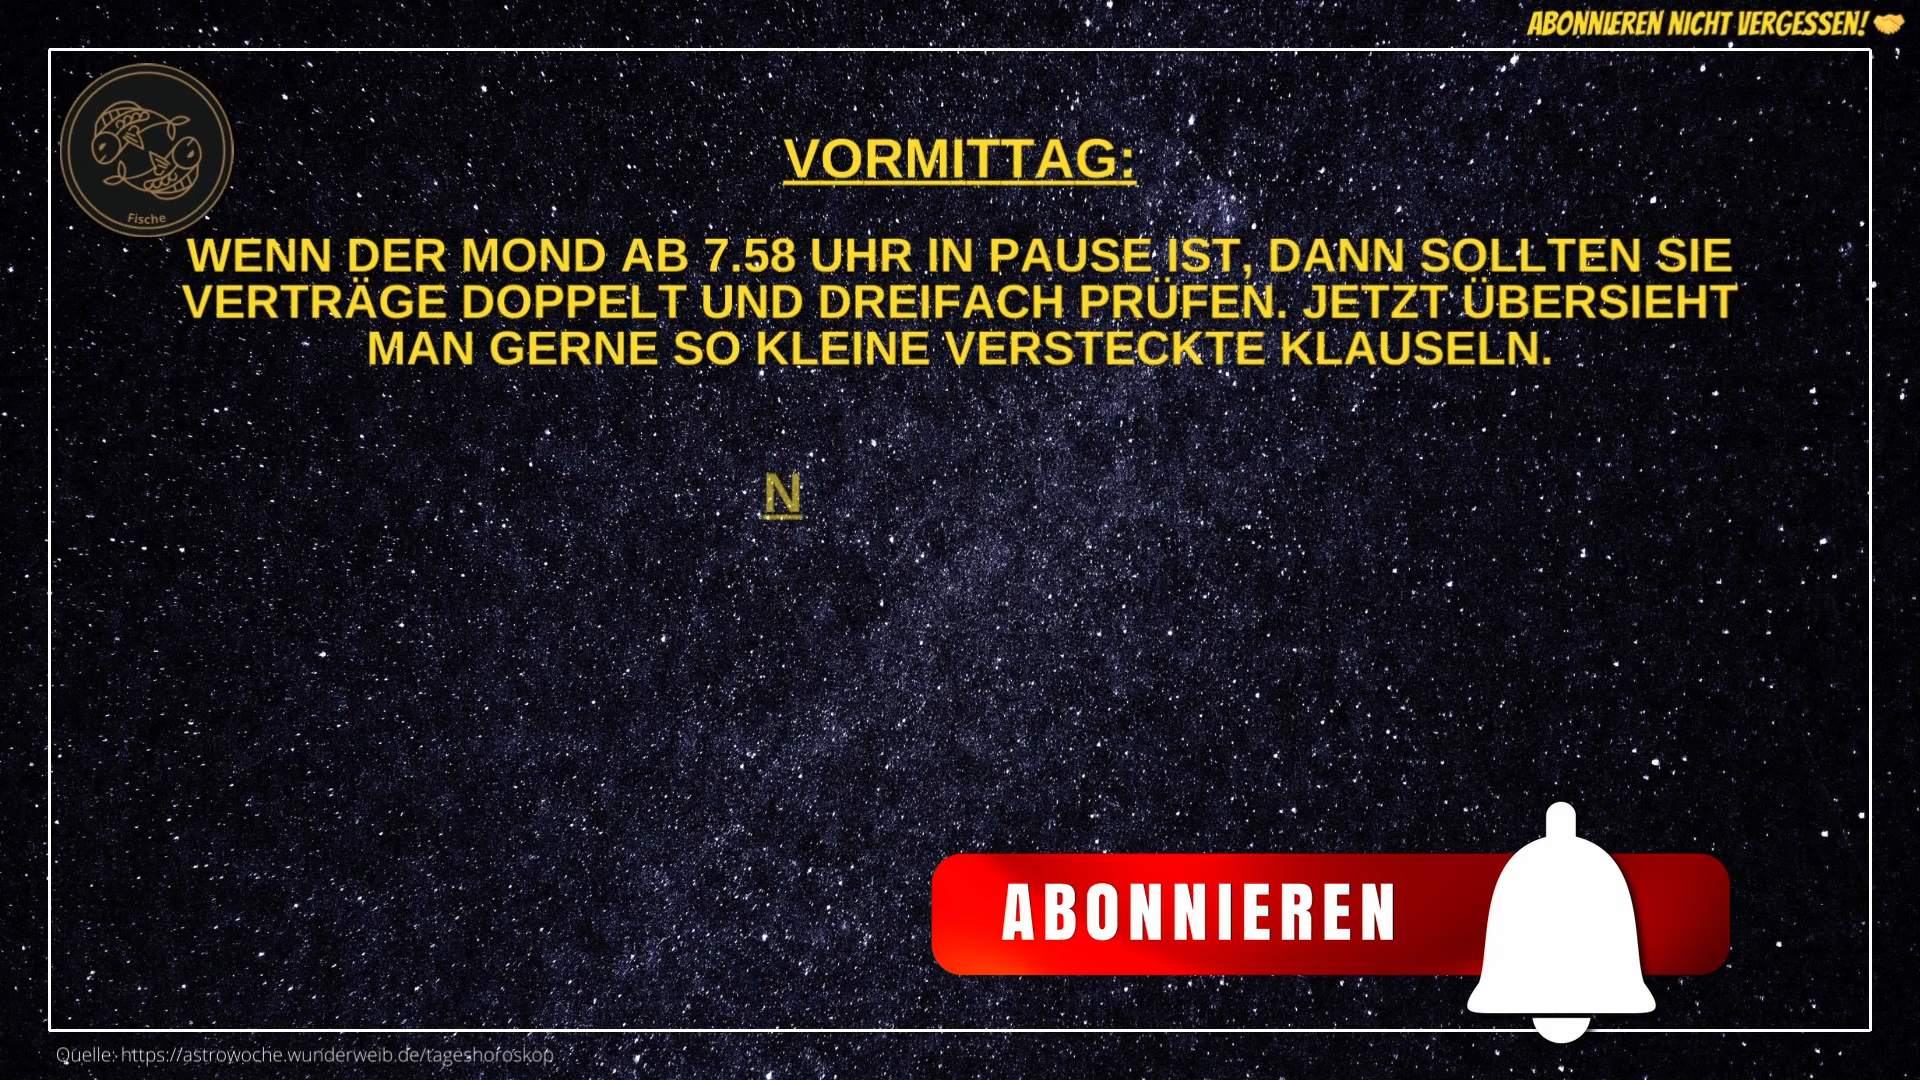 ABONNIEREN NICHT VERGESSEN!
Fische
VORMITTAG:
WENN DER MOND AB 7.58 UHR IN PAUSE IST, DANN SOLLTEN SIE
VERTRÄGE DOPPELT UND DREIFACH PRÜFEN. JETZT ÜBERSIEHT
MAN GERNE SO KLEINE VERSTECKTE KLAUSELN.
N
ABONNIEREN
Quelle: https://astrowoche.wunderweib.de/tageshoroskop